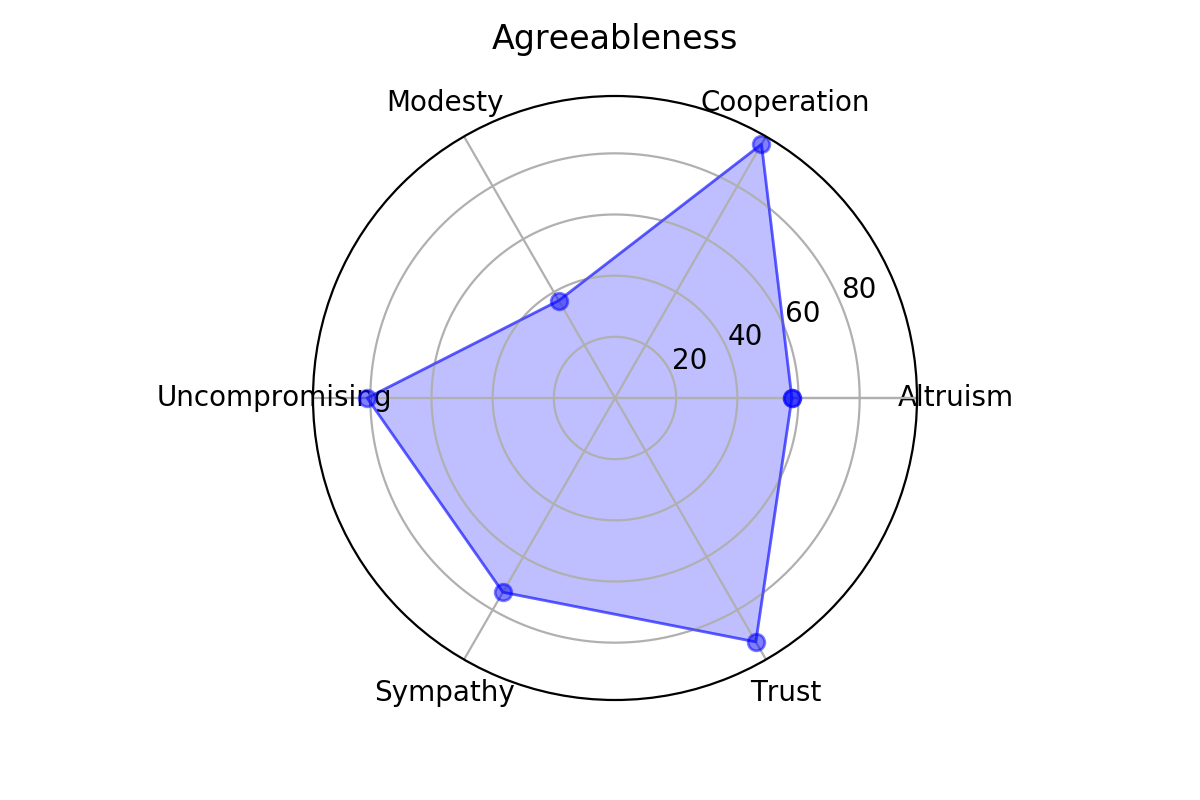 Agreeableness
Modesty
Cooperation
80
60
40
20
Uncompromising
Altruism
Sympathy
Trust